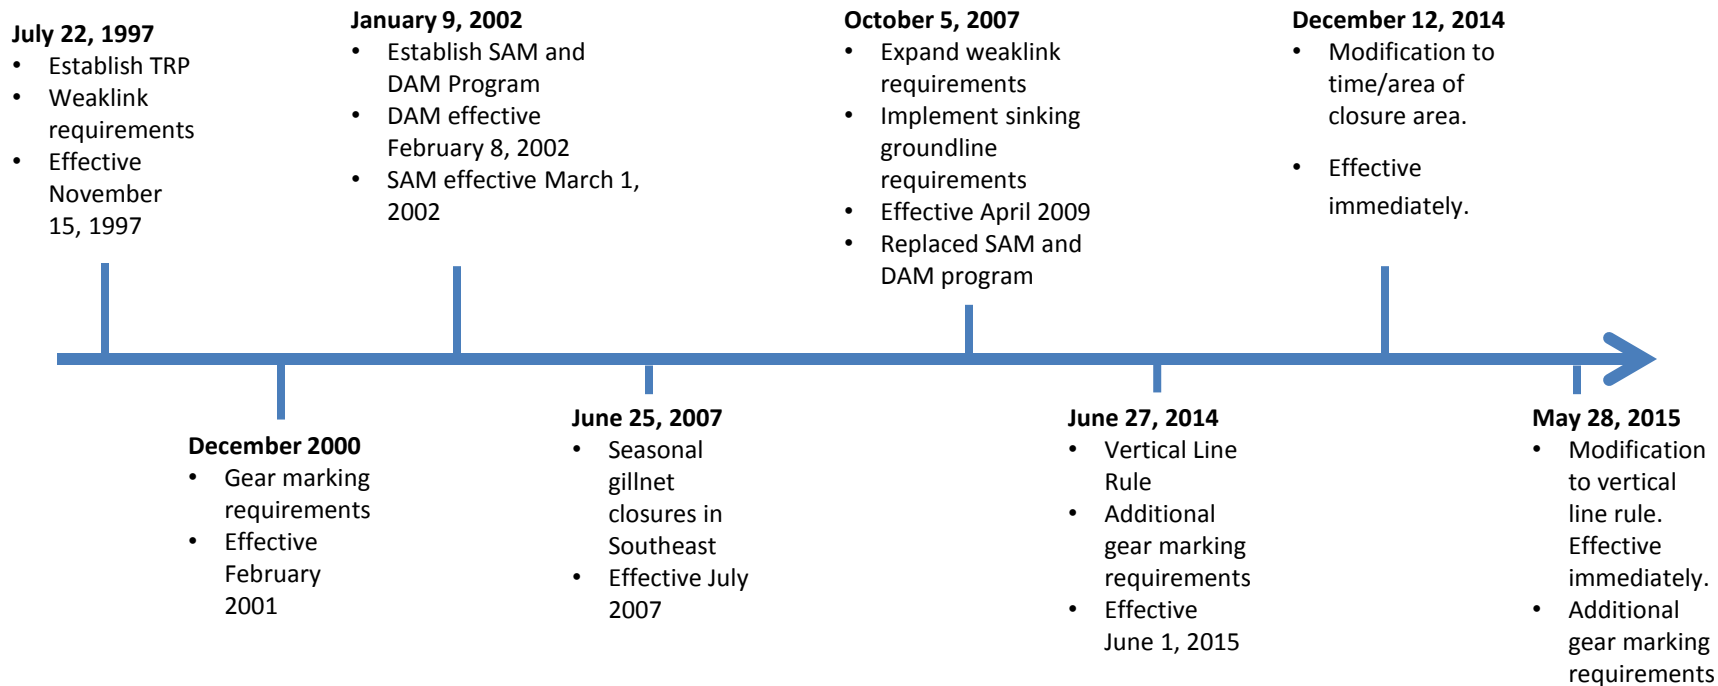 July 22, 1997
• Establish TRP
• Weaklink
requirements
• Effective
November
15, 1997
January 9, 2002
• Establish SAM and
DAM Program
• DAM effective
February 8, 2002
• SAM effective March 1,
2002
October 5, 2007
• Expand weaklink
requirements
• Implement sinking
groundline
requirements
• Effective April 2009
• Replaced SAM and
DAM program
December 12, 2014
• Modification to
time/area of
closure area.
• Effective
immediately.
December 2000
• Gear marking
requirements
• Effective
February
2001
June 25, 2007
• Seasonal
gillnet
closures in
Southeast
• Effective July
2007
June 27, 2014
• Vertical Line
Rule
• Additional
gear marking
requirements
• Effective
June 1, 2015
May 28, 2015
• Modification
to vertical
line rule.
Effective
immediately.
• Additional
gear marking
requirements